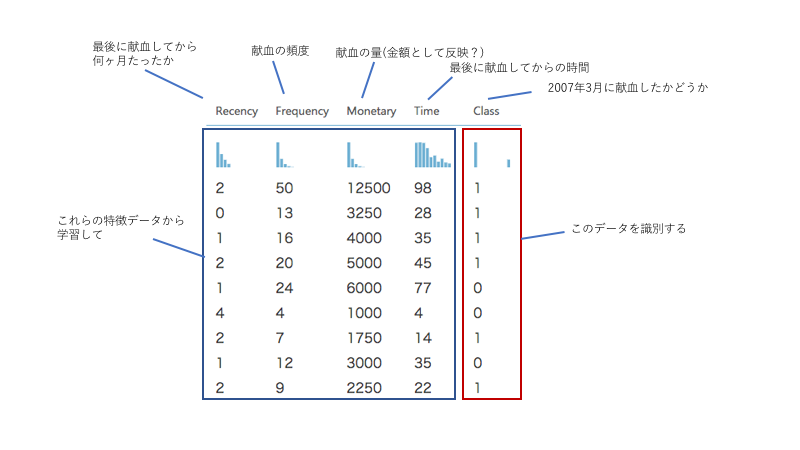 最後に献血してから
何ヶ月たったか
献血の頻度
献血の量(金額として反映？)
最後に献血してからの時間
2007年3月に献血したかどうか
Recency Frequency Monetary Time Class
2 50 12500 98 1
0 13 3250 28 1
1 16 4000 35 1
2 20 5000 45 1
1 24 6000 77 0
4 4 1000 4 0
2 7 1750 14 1
1 12 3000 35 0
2 9 2250 22 1
これらの特徴データから
学習して
このデータを識別する